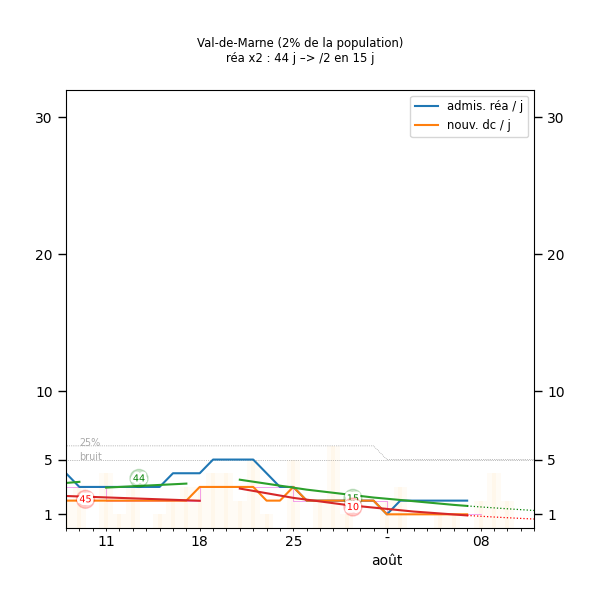 Val-de-Marne (2% de la population)
réa x2 : 44 j –> /2 en 15 j
admis. réa / j
nouv. dc / j
30 30
20 20
10 10
25%
bruit
5 5
44
45
15
10
1 1
11 18 25 - 08
août